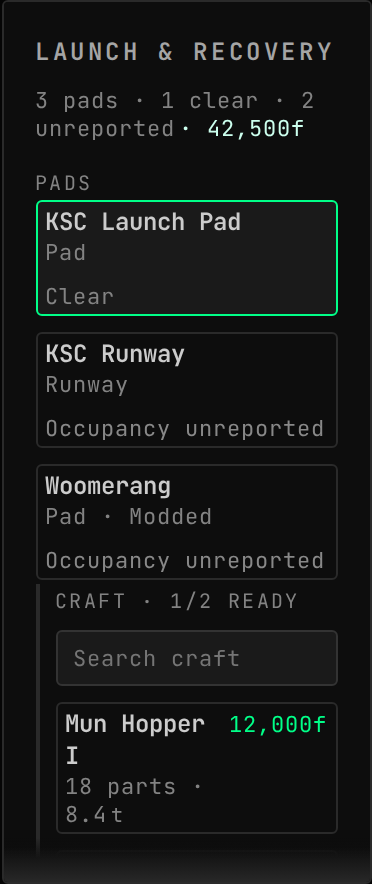 LAUNCH & RECOVERY
3 pads · 1 clear · 2
unreported · 42,500f
PADS
KSC Launch Pad
Pad
Clear
KSC Runway
Runway
Occupancy unreported
Woomerang
Pad · Modded
Occupancy unreported
CRAFT · 1/2 READY
Search craft
Mun Hopper 12,000f
I
18 parts ·
8.4t